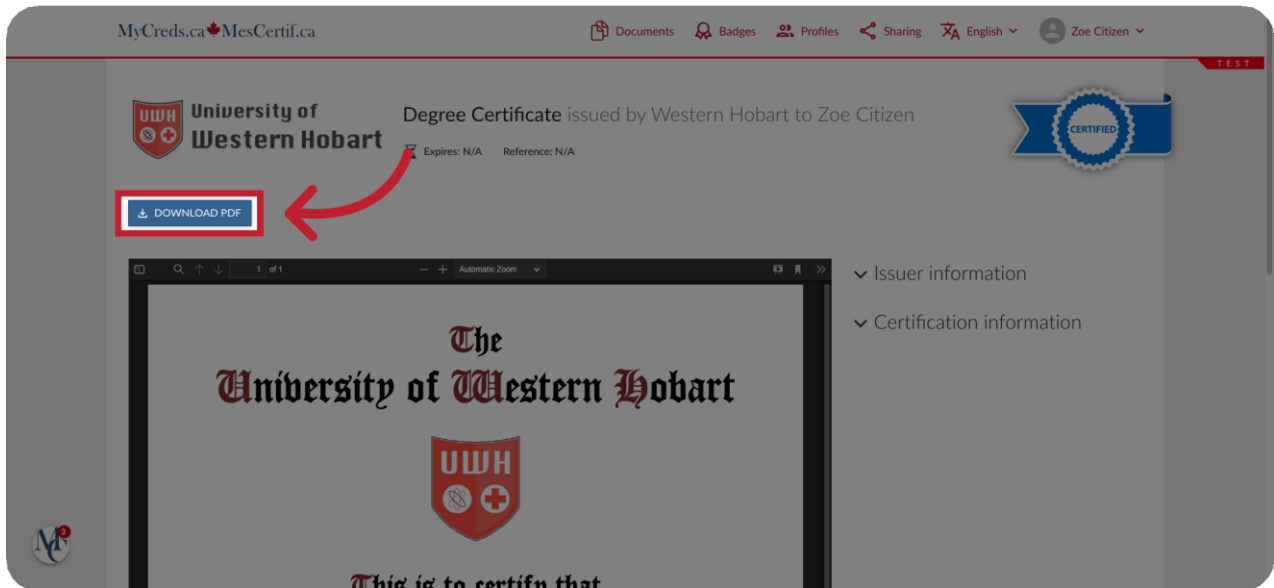 MyCreds.ca MesCertif.ca Documents Badges Profiles Sharing English Zoe Citizen
TEST
UWH University of Western Hobart
Degree Certificate issued by Western Hobart to Zoe Citizen
Expires: N/A Reference: N/A
CERTIFIED
DOWNLOAD PDF
1 of 1 Automatic Zoom
Issuer information
Certification information
The
University of Western Hobart
UWH
This is to certify that
MC 3